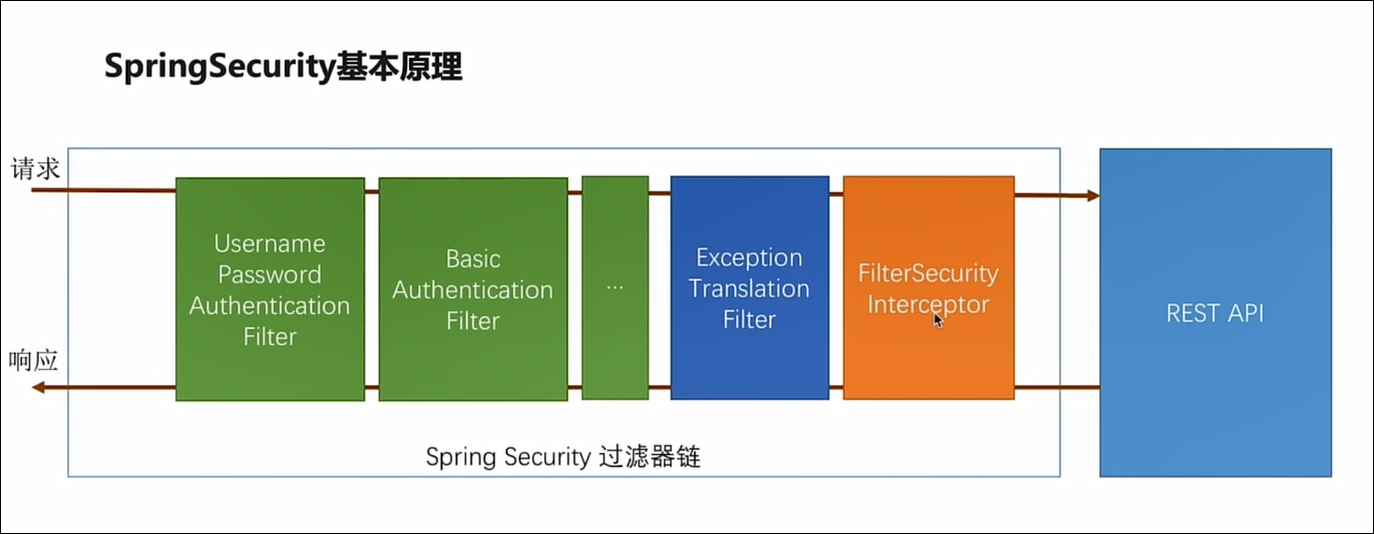 SpringSecurity基本原理
请求
响应
Username
Password
Authentication
Filter
Basic
Authentication
Filter
...
Exception
Translation
Filter
FilterSecurity
Interceptor
REST API
Spring Security 过滤器链